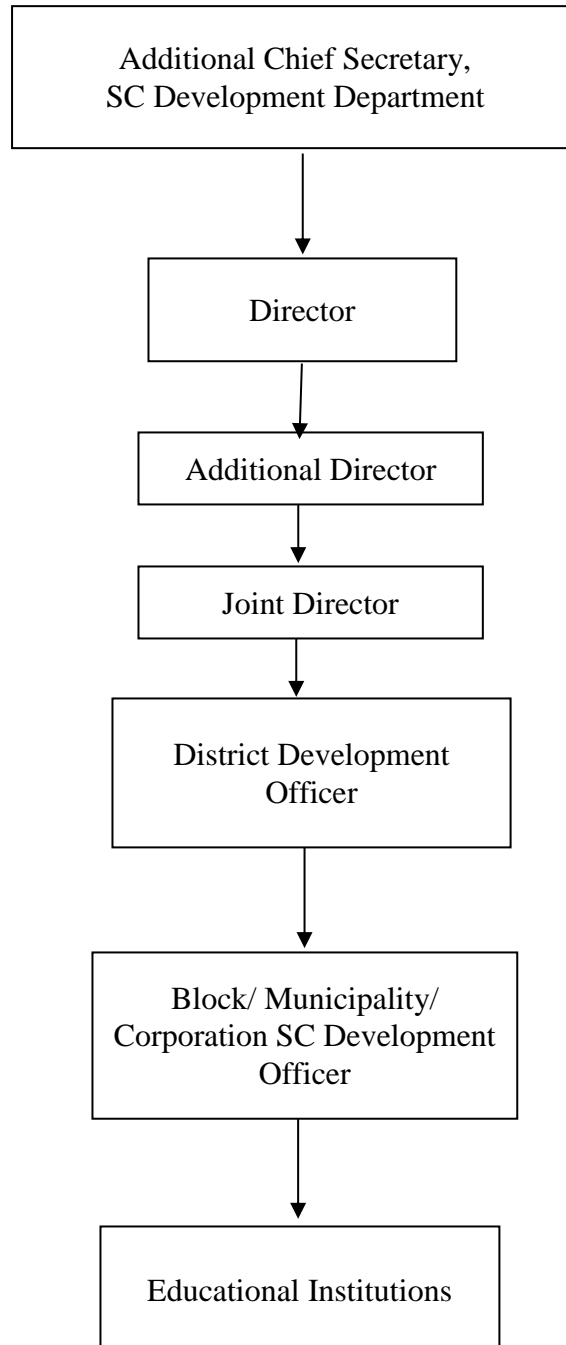 Additional Chief Secretary,
SC Development Department
Director
Additional Director
Joint Director
District Development
Officer
Block/ Municipality/
Corporation SC Development
Officer
Educational Institutions